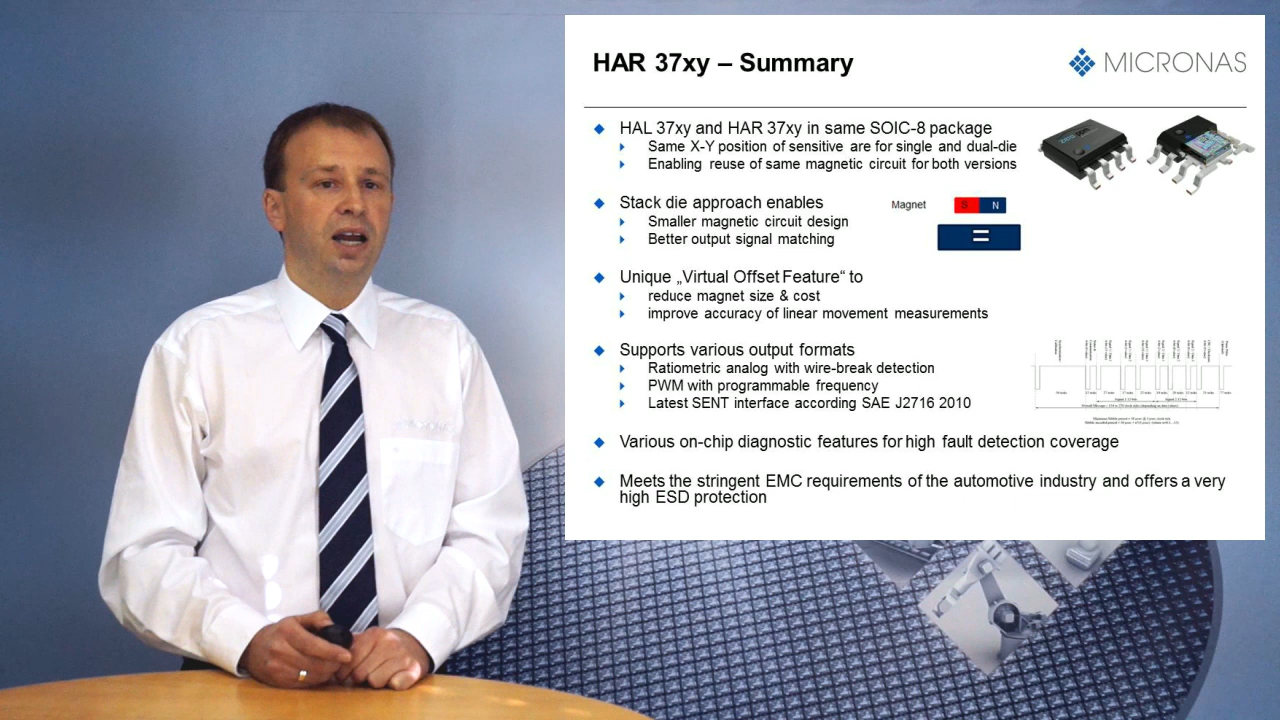 HAR 37xy – Summary
MICRONAS
HAL 37xy and HAR 37xy in same SOIC-8 package
Same X-Y position of sensitive are for single and dual-die
Enabling reuse of same magnetic circuit for both versions
Stack die approach enables
Magnet S N
Smaller magnetic circuit design
Better output signal matching
=
Unique „Virtual Offset Feature“ to
reduce magnet size & cost
improve accuracy of linear movement measurements
Supports various output formats
Ratiometric analog with wire-break detection
PWM with programmable frequency
Latest SENT interface according SAE J2716 2010
Various on-chip diagnostic features for high fault detection coverage
Meets the stringent EMC requirements of the automotive industry and offers a very
high ESD protection